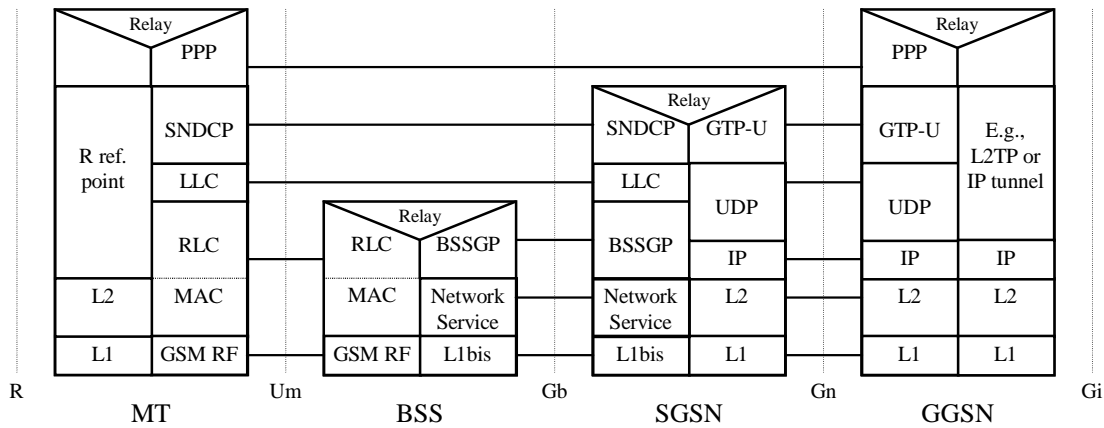 Relay
PPP
R ref.
point
SNDCP
LLC
RLC
L2
MAC
L1
GSM RF
Relay
RLC
BSSGP
MAC
Network
Service
GSM RF
L1bis
Relay
SNDCP
GTP-U
LLC
UDP
BSSGP
IP
Network
Service
L2
L1bis
L1
Relay
PPP
GTP-U
E.g.,
L2TP or
IP tunnel
UDP
IP
IP
L2
L2
L1
L1
R
Um
Gb
Gn
Gi
MT
BSS
SGSN
GGSN